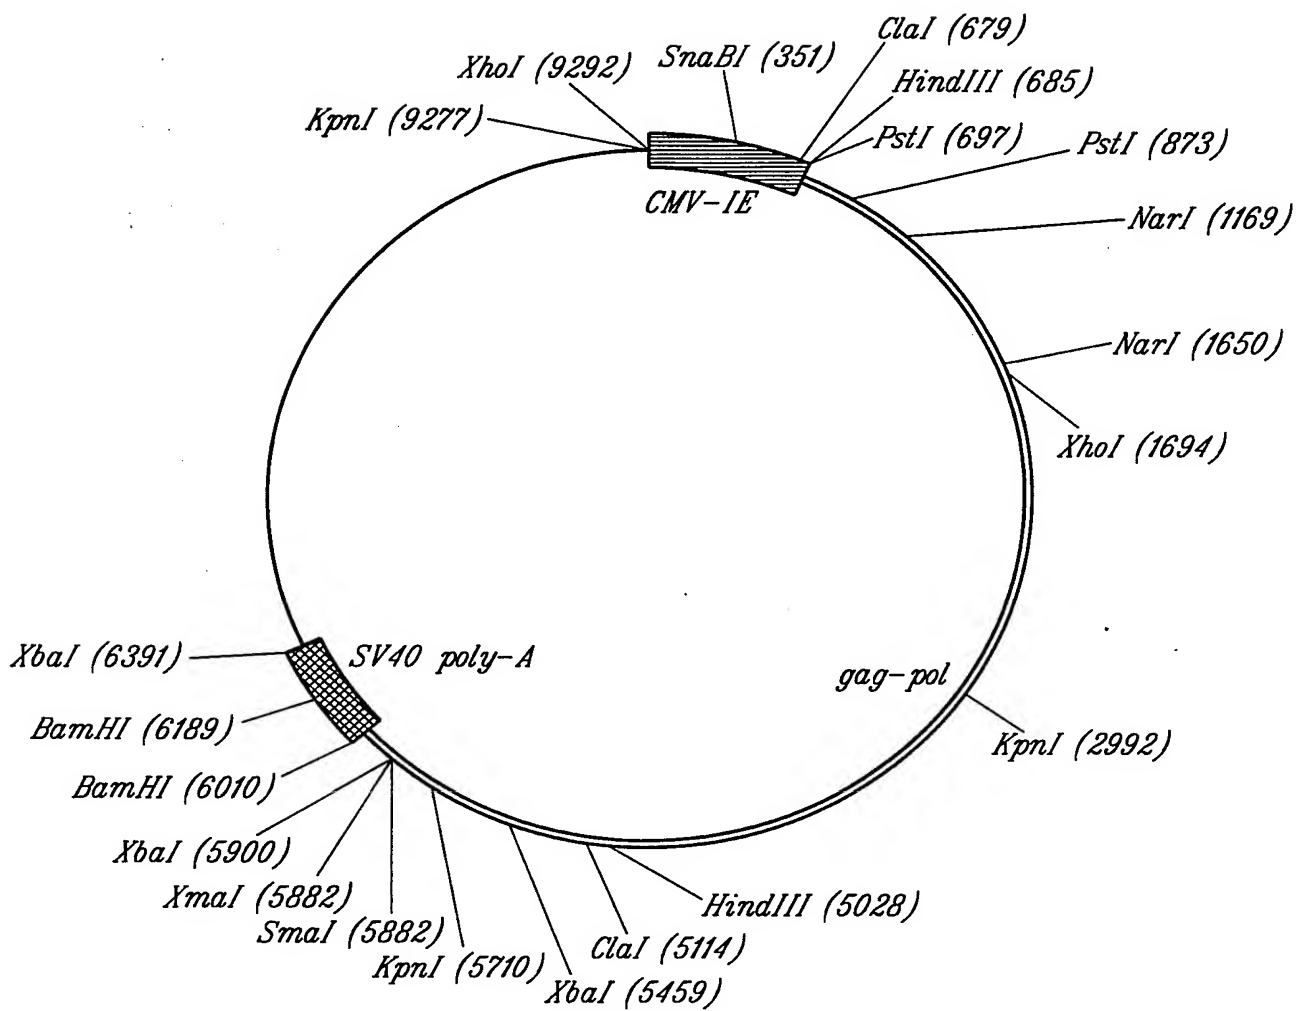 ClaI (679)
SnaBI (351)
XhoI (9292)
HindIII (685)
KpnI (9277)
PstI (697)
PstI (873)
CMV-IE
NarI (1169)
NarI (1650)
XhoI (1694)
XbaI (6391)
SV40 poly-A
gag-pol
BamHI (6189)
KpnI (2992)
BamHI (6010)
XbaI (5900)
XmaI (5882)
HindIII (5028)
SmaI (5882)
ClaI (5114)
KpnI (5710)
XbaI (5459)